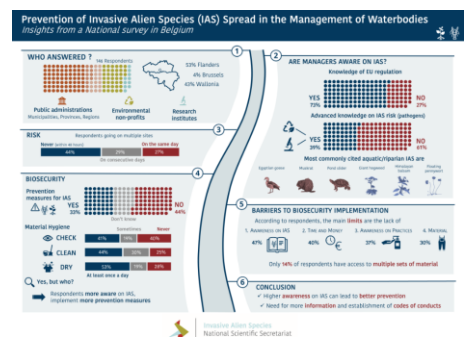 Prevention of Invasive Alien Species (IAS) Spread in the Management of Waterbodies
Insights from a National survey in Belgium
1
WHO ANSWERED ?
146 Respondents
53% Flanders
4% Brussels
43% Wallonia
Public administrations
Municipalities, Provinces, Regions
Environmental
non-profits
Research
institutes
2
ARE MANAGERS AWARE ON IAS?
Knowledge of EU regulation
YES
73%
NO
27%
Advanced knowledge on IAS risk (pathogens)
YES
39%
NO
61%
Most commonly cited aquatic/riparian IAS are
Egyptian goose
Muskrat
Pond slider
Giant hogweed
Himalayan balsam
Floating pennywort
3
RISK
Respondents going on multiple sites
Never
On the same day
44%
29%
27%
On consecutive days
4
BIOSECURITY
Prevention
measures for IAS
YES
33%
NO
44%
Don't know
Material Hygiene
Sometimes
Never
CHECK
41%
CLEAN
44%
DRY
53%
At least once a day
Yes, but who?
Respondents more aware on IAS,
implement more prevention measures
5
BARRIERS TO BIOSECURITY IMPLEMENTATION
According to respondents, the main limits are the lack of
1. Awareness on IAS
2. Time and Money
3. Awareness on Practices
4. Material
47%
40%
37%
30%
Only 14% of respondents have access to multiple sets of material
6
CONCLUSION
✓ Higher awareness on IAS can lead to better prevention
✓ Need for more information and establishment of codes of conducts
Invasive Alien Species
National Scientific Secretariat